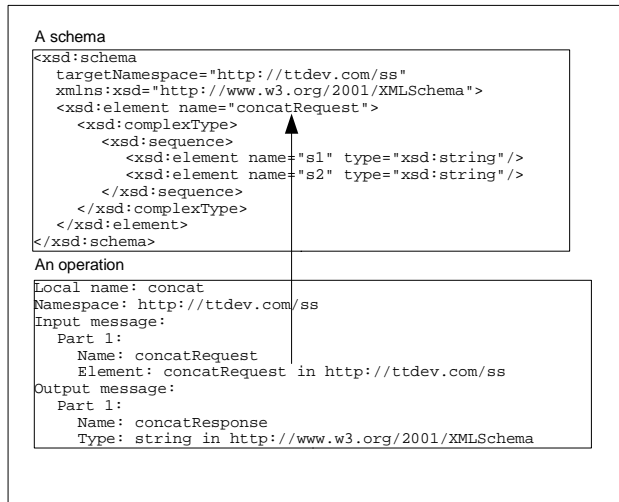 A schema
<xsd:schema
targetNamespace="http://ttdev.com/ss"
xmlns:xsd="http://www.w3.org/2001/XMLSchema">
<xsd:element name="concatRequest">
<xsd:complexType>
<xsd:sequence>
<xsd:element name="s1" type="xsd:string"/>
<xsd:element name="s2" type="xsd:string"/>
</xsd:sequence>
</xsd:complexType>
</xsd:element>
</xsd:schema>
An operation
Local name: concat
Namespace: http://ttdev.com/ss
Input message:
Part 1:
Name: concatRequest
Element: concatRequest in http://ttdev.com/ss
Output message:
Part 1:
Name: concatResponse
Type: string in http://www.w3.org/2001/XMLSchema